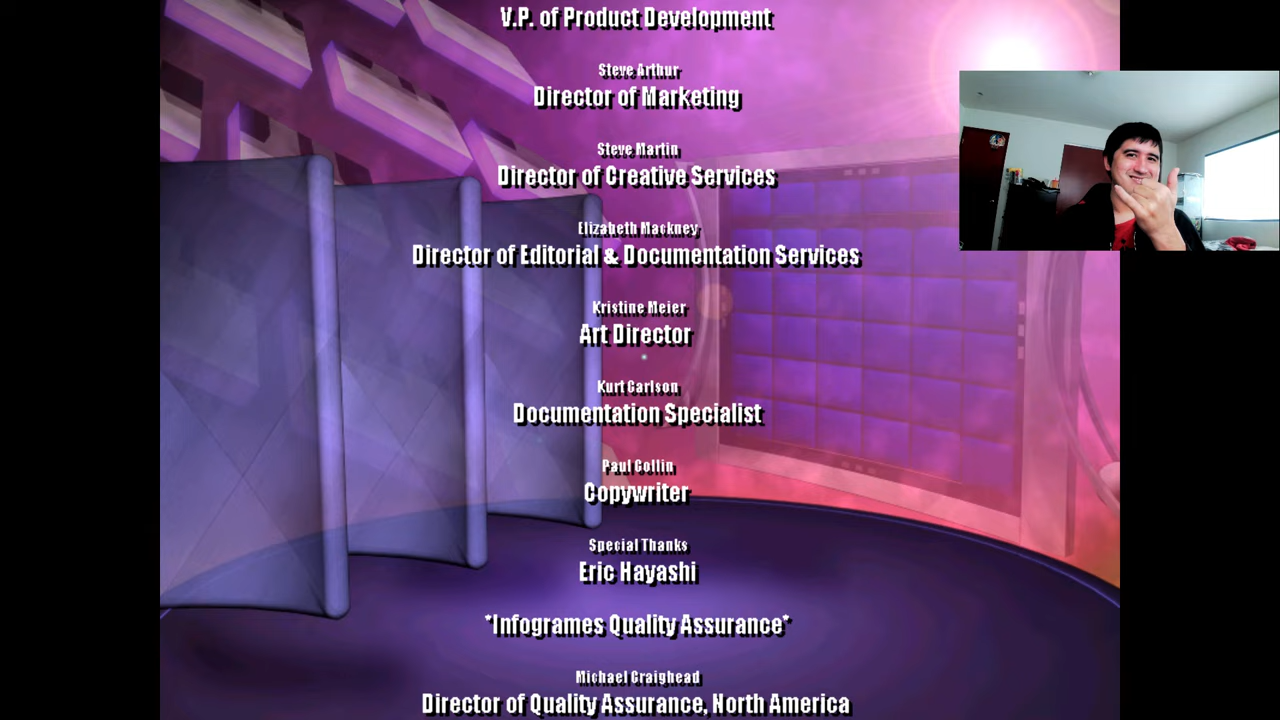 V.P. of Product Development
Steve Arthur
Director of Marketing
Steve Martin
Director of Creative Services
Elizabeth Mackney
Director of Editorial & Documentation Services
Kristine Meier
Art Director
Kurt Carlson
Documentation Specialist
Paul Collin
Copywriter
Special Thanks
Eric Hayashi
*Infogrames Quality Assurance*
Michael Craighead
Director of Quality Assurance, North America